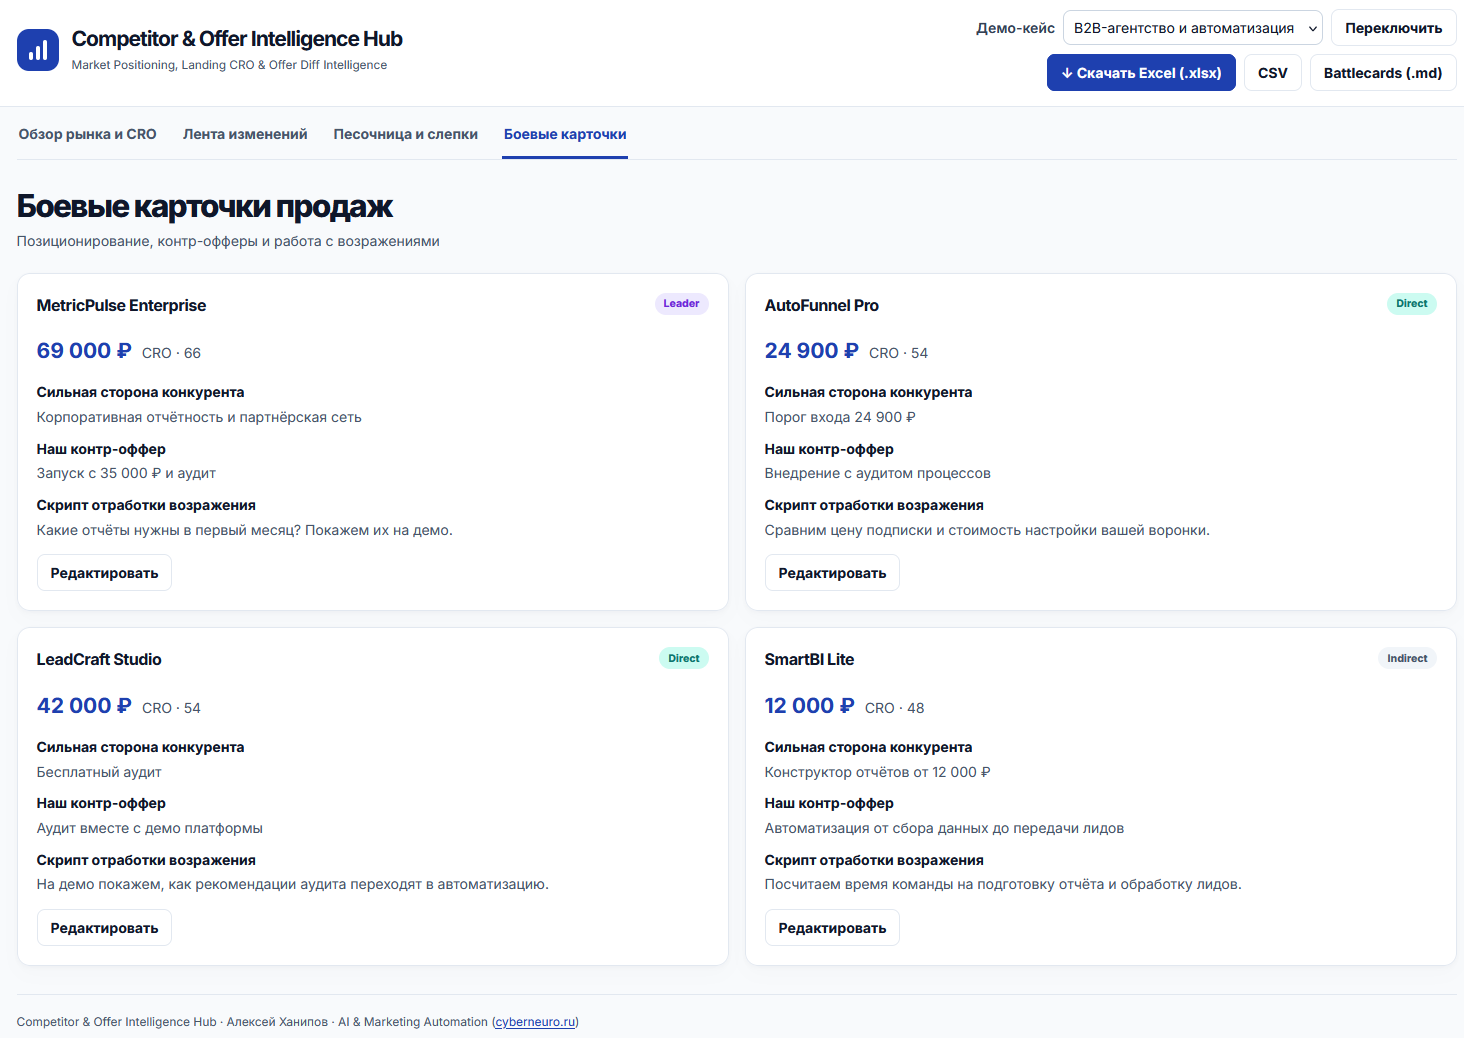 Competitor & Offer Intelligence Hub
Market Positioning, Landing CRO & Offer Diff Intelligence
Демо-кейс
B2B-агентство и автоматизация
Переключить
↓ Скачать Excel (.xlsx)
CSV
Battlecards (.md)
Обзор рынка и CRO
Лента изменений
Песочница и слепки
Боевые карточки
Боевые карточки продаж
Позиционирование, контр-офферы и работа с возражениями
MetricPulse Enterprise
Leader
69 000 ₽ CRO · 66
Сильная сторона конкурента
Корпоративная отчётность и партнёрская сеть
Наш контр-оффер
Запуск с 35 000 ₽ и аудит
Скрипт отработки возражения
Какие отчёты нужны в первый месяц? Покажем их на демо.
Редактировать
AutoFunnel Pro
Direct
24 900 ₽ CRO · 54
Сильная сторона конкурента
Порог входа 24 900 ₽
Наш контр-оффер
Внедрение с аудитом процессов
Скрипт отработки возражения
Сравним цену подписки и стоимость настройки вашей воронки.
Редактировать
LeadCraft Studio
Direct
42 000 ₽ CRO · 54
Сильная сторона конкурента
Бесплатный аудит
Наш контр-оффер
Аудит вместе с демо платформы
Скрипт отработки возражения
На демо покажем, как рекомендации аудита переходят в автоматизацию.
Редактировать
SmartBI Lite
Indirect
12 000 ₽ CRO · 48
Сильная сторона конкурента
Конструктор отчётов от 12 000 ₽
Наш контр-оффер
Автоматизация от сбора данных до передачи лидов
Скрипт отработки возражения
Посчитаем время команды на подготовку отчёта и обработку лидов.
Редактировать
Competitor & Offer Intelligence Hub · Алексей Ханипов · AI & Marketing Automation (cyberneuro.ru)